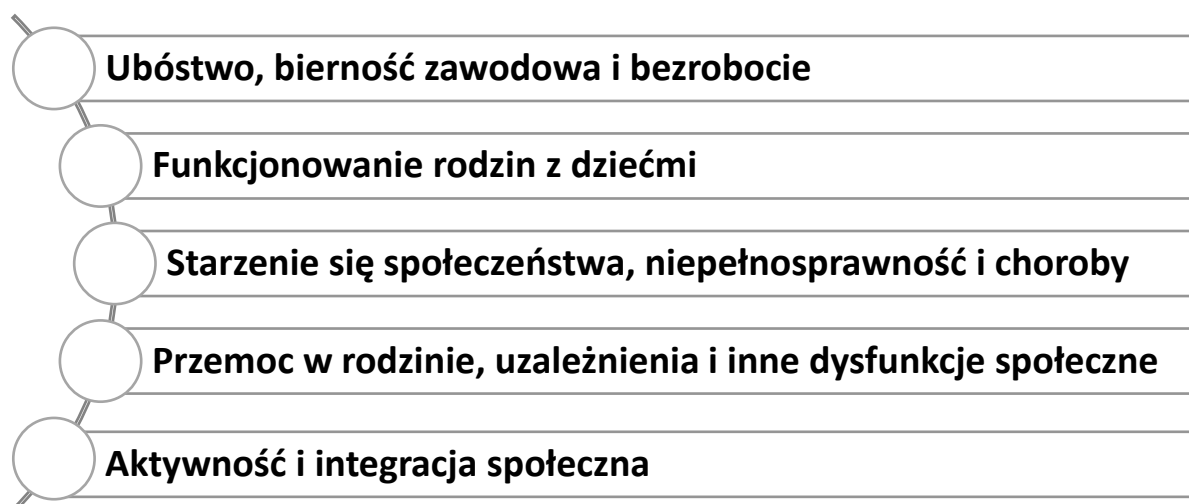 Ubóstwo, bierność zawodowa i bezrobocie
Funkcjonowanie rodzin z dziećmi
Starzenie się społeczeństwa, niepełnosprawność i choroby
Przemoc w rodzinie, uzależnienia i inne dysfunkcje społeczne
Aktywność i integracja społeczna